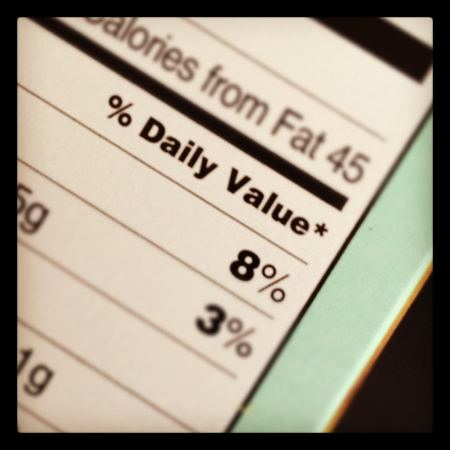 Calories from Fat 45
% Daily Value*
8%
5g
3%
1g